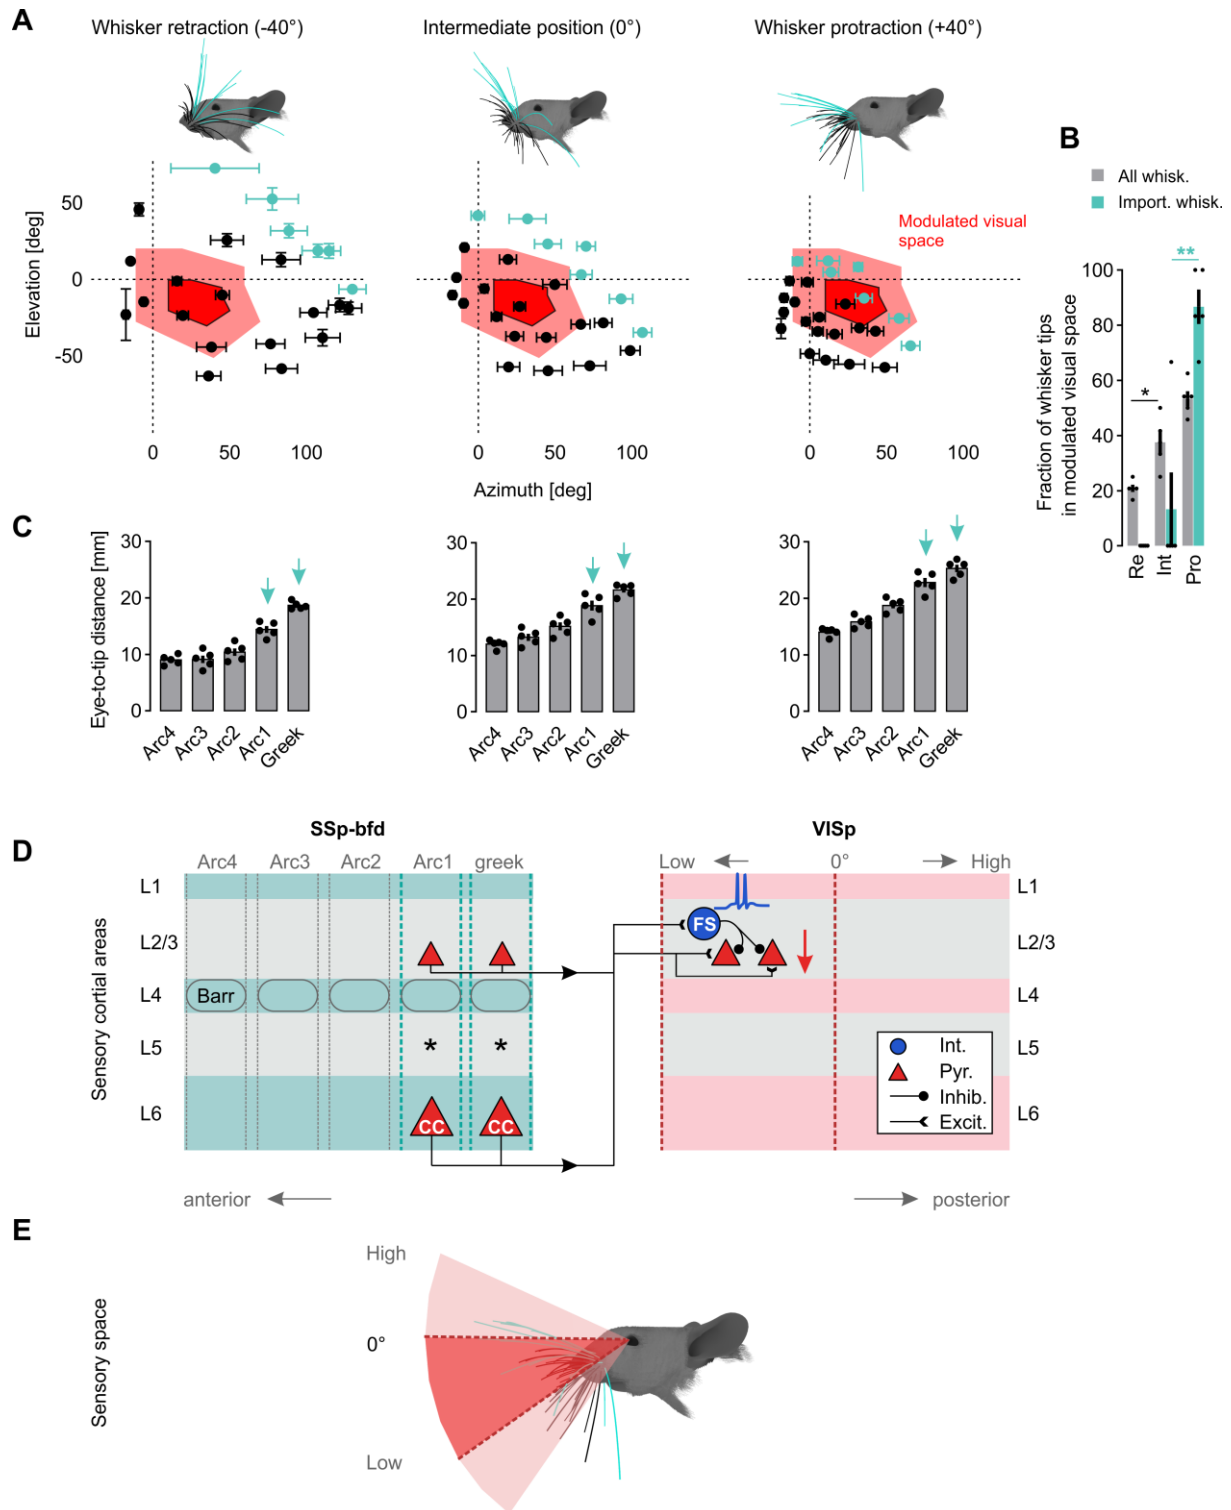 A
Whisker retraction (-40°)
Intermediate position (0°)
Whisker protraction (+40°)
Elevation [deg]
50
0
-50
Modulated visual
space
0 50 100
0 50 100
0 50 100
Azimuth [deg]
B
All whisk.
Import. whisk.
Fraction of whisker tips
in modulated visual space
100
80
60
40
20
0
*
**
Re
Int
Pro
C
Eye-to-tip distance [mm]
30
20
10
0
Arc4
Arc3
Arc2
Arc1
Greek
30
20
10
0
Arc4
Arc3
Arc2
Arc1
Greek
30
20
10
0
Arc4
Arc3
Arc2
Arc1
Greek
D
SSp-bfd
VISp
Arc4 Arc3 Arc2 Arc1 greek
Low 0° High
Sensory cortial areas
L1
L2/3
L4
L5
L6
Barr
* *
CC CC
FS
L1
L2/3
L4
L5
L6
Int.
Pyr.
Inhib.
Excit.
anterior
posterior
E
Sensory space
High
0°
Low